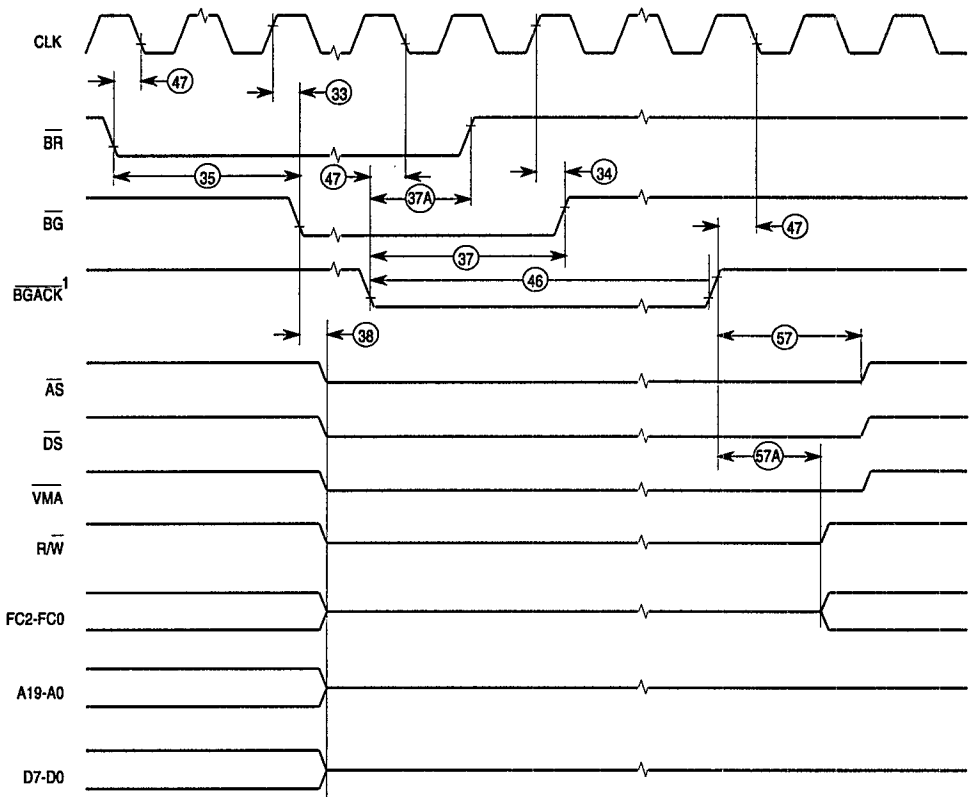 CLK
47
33
BR
35
47
37A
34
BG
47
37
BGACK1
46
38
57
AS
DS
57A
VMA
R/W
FC2-FC0
A19-A0
D7-D0